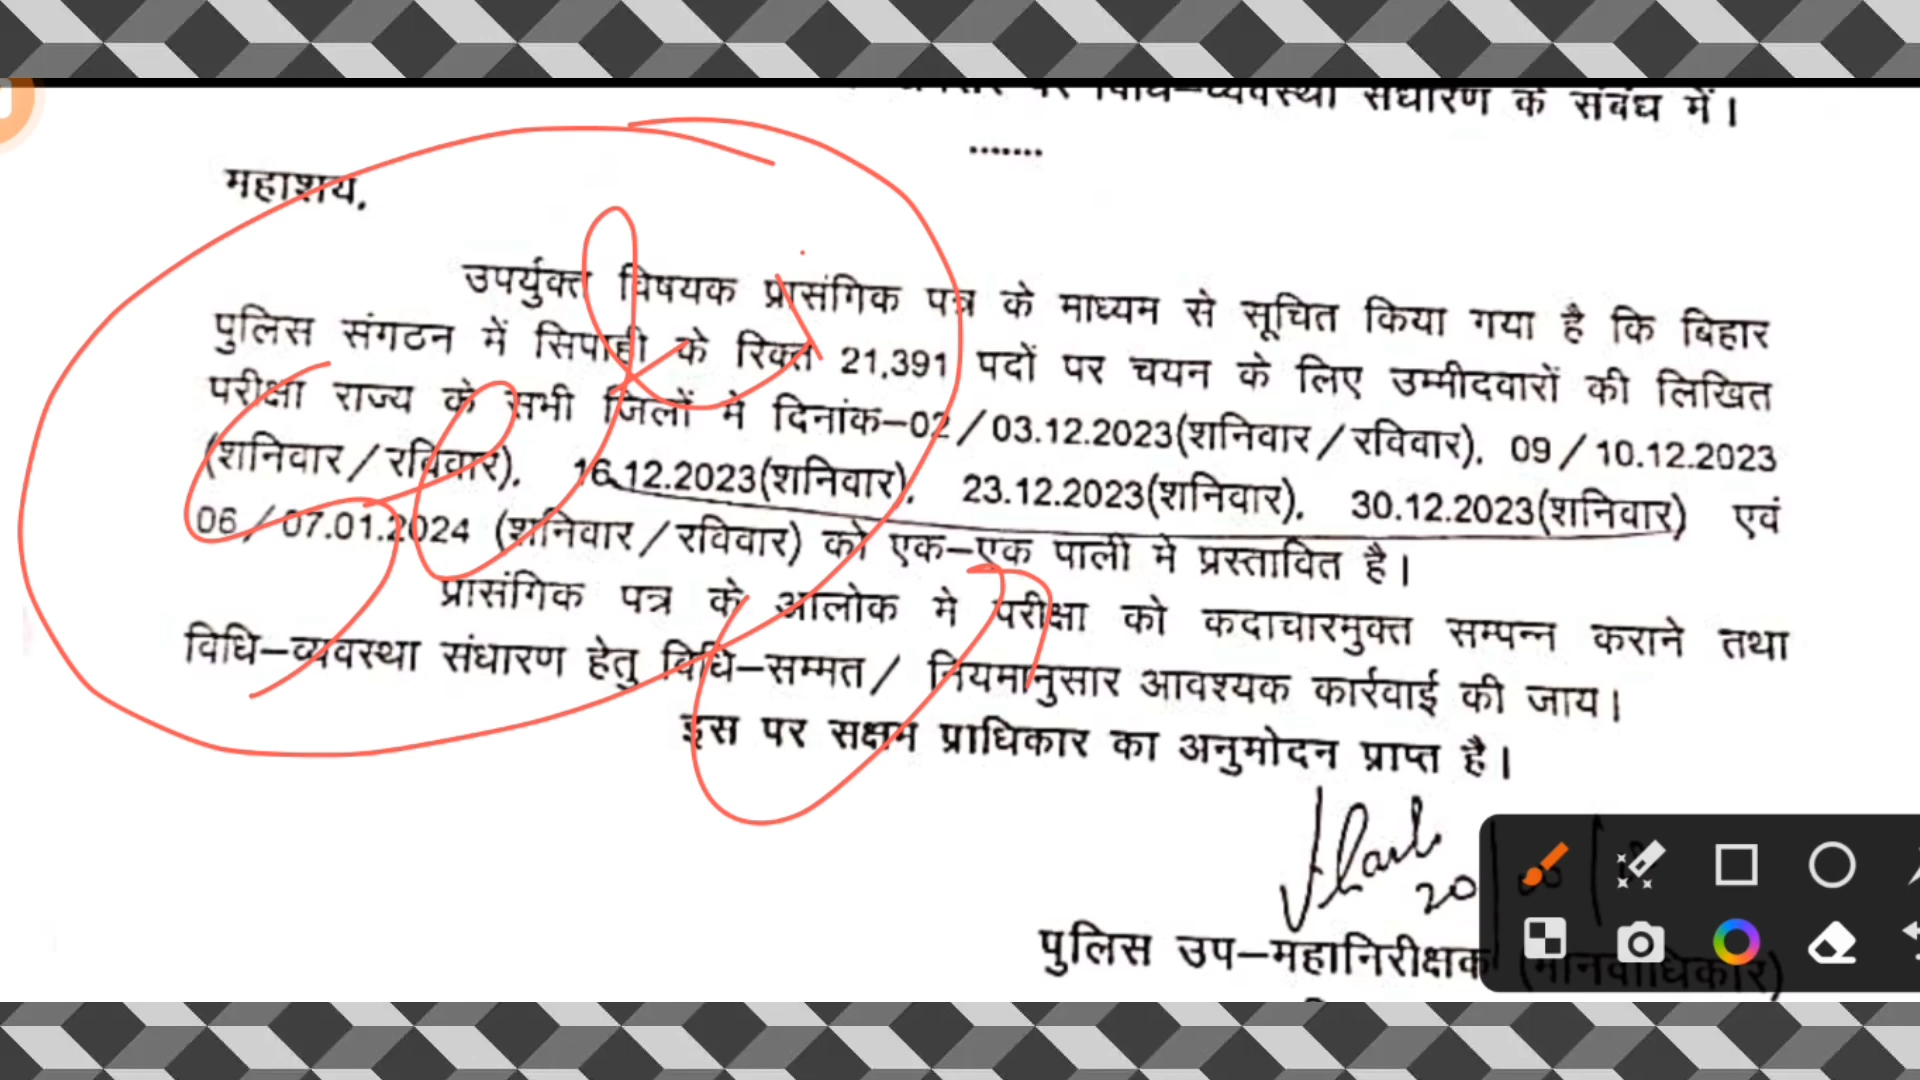 विधि–व्यवस्था संधारण के संबंध में।
.......
महाशय,
उपर्युक्त विषयक प्रासंगिक पत्र के माध्यम से सूचित किया गया है कि बिहार
पुलिस संगटन में सिपाही के रिक्त 21,391 पदों पर चयन के लिए उम्मीदवारों की लिखित
परीक्षा राज्य के सभी जिलों मे दिनांक–02/03.12.2023(शनिवार/रविवार), 09/10.12.2023
(शनिवार/रविवार), 16.12.2023(शनिवार), 23.12.2023(शनिवार), 30.12.2023(शनिवार) एवं
06/07.01.2024 (शनिवार/रविवार) को एक–एक पाली मे प्रस्तावित है।
प्रासंगिक पत्र के आलोक मे परीक्षा को कदाचारमुक्त सम्पन्न कराने तथा
विधि–व्यवस्था संधारण हेतु विधि–सम्मत/ नियमानुसार आवश्यक कार्रवाई की जाय।
इस पर सक्षम प्राधिकार का अनुमोदन प्राप्त है।
20
पुलिस उप–महानिरीक्षक (मानवाधिकार)